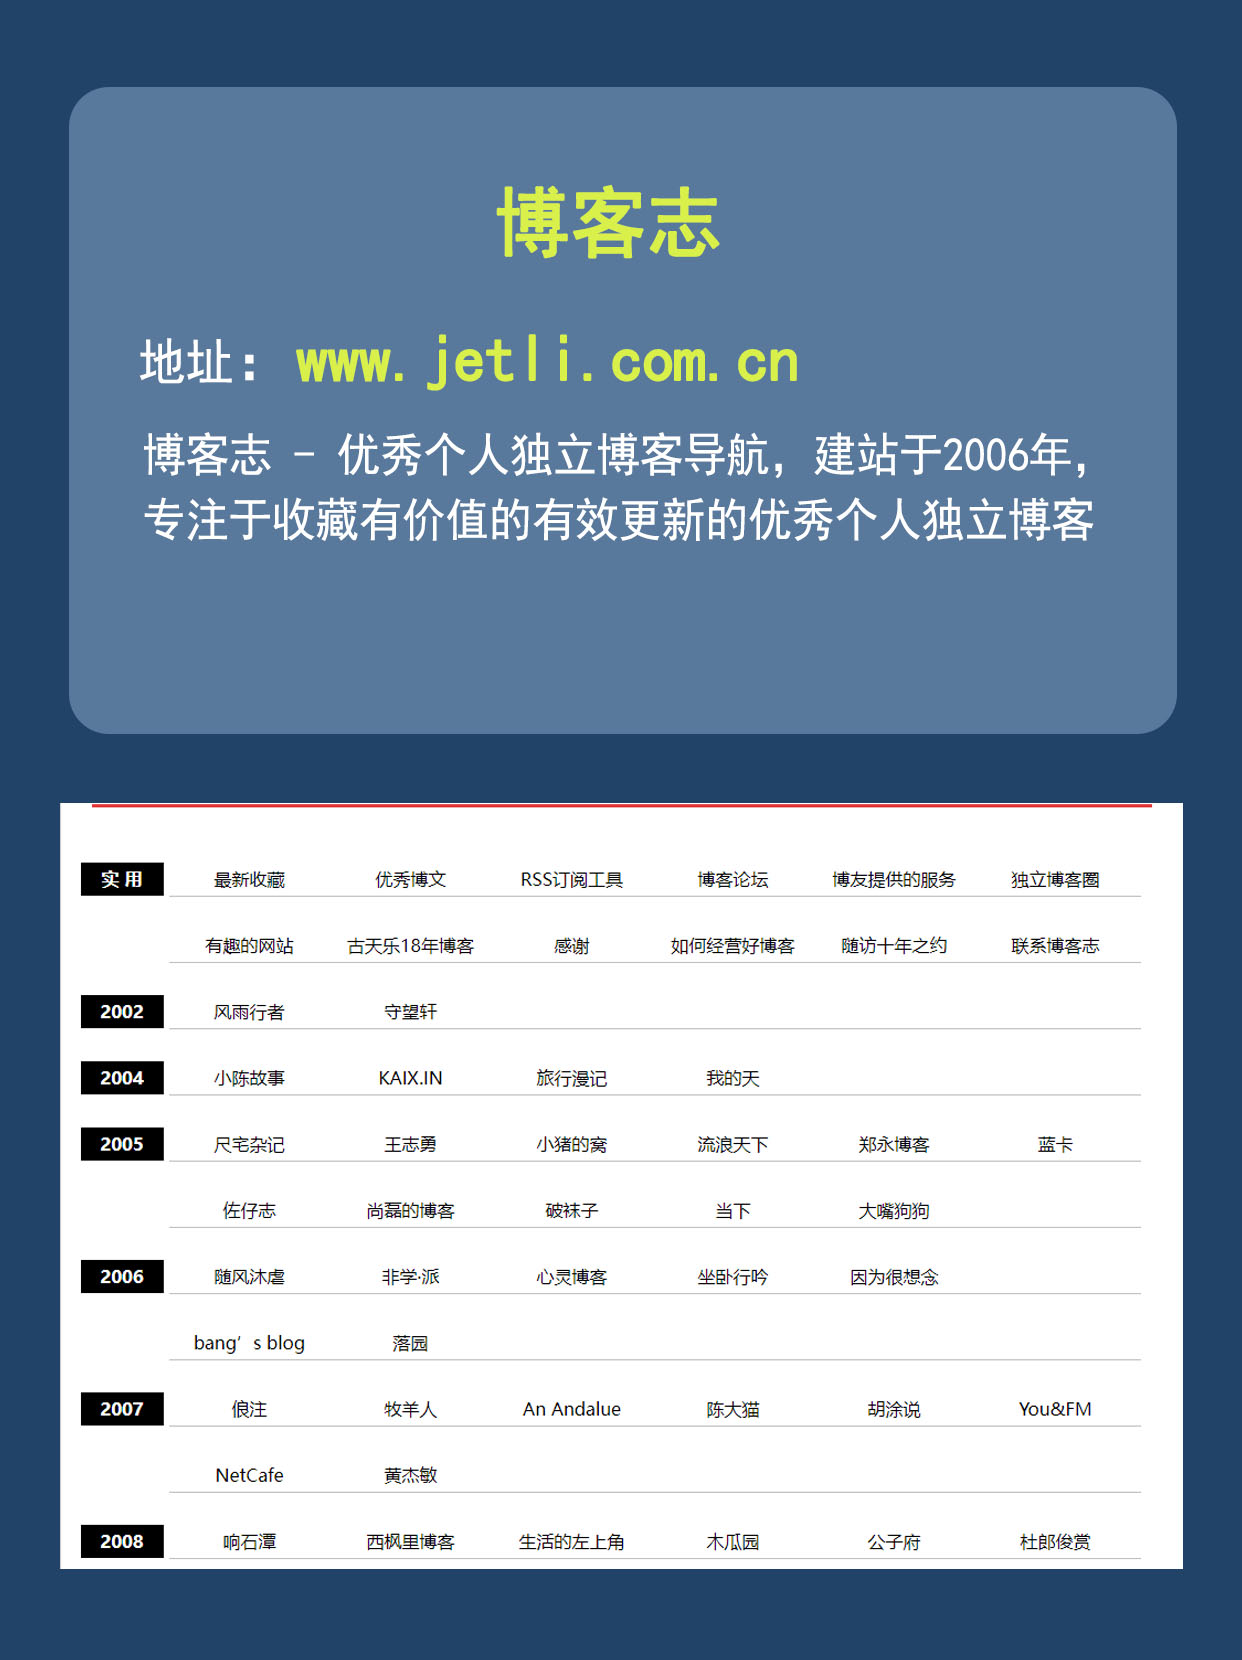 博客志
地址：www.jetli.com.cn
博客志 - 优秀个人独立博客导航，建站于2006年，
专注于收藏有价值的有效更新的优秀个人独立博客
实 用 最新收藏 优秀博文 RSS订阅工具 博客论坛 博友提供的服务 独立博客圈
有趣的网站 古天乐18年博客 感谢 如何经营好博客 随访十年之约 联系博客志
2002 风雨行者 守望轩
2004 小陈故事 KAIX.IN 旅行漫记 我的天
2005 尺宅杂记 王志勇 小猪的窝 流浪天下 郑永博客 蓝卡
佐仔志 尚磊的博客 破袜子 当下 大嘴狗狗
2006 随风沐虐 非学·派 心灵博客 坐卧行吟 因为很想念
bang’s blog 落园
2007 俍注 牧羊人 An Andalue 陈大猫 胡涂说 You&FM
NetCafe 黄杰敏
2008 响石潭 西枫里博客 生活的左上角 木瓜园 公子府 杜郎俊赏